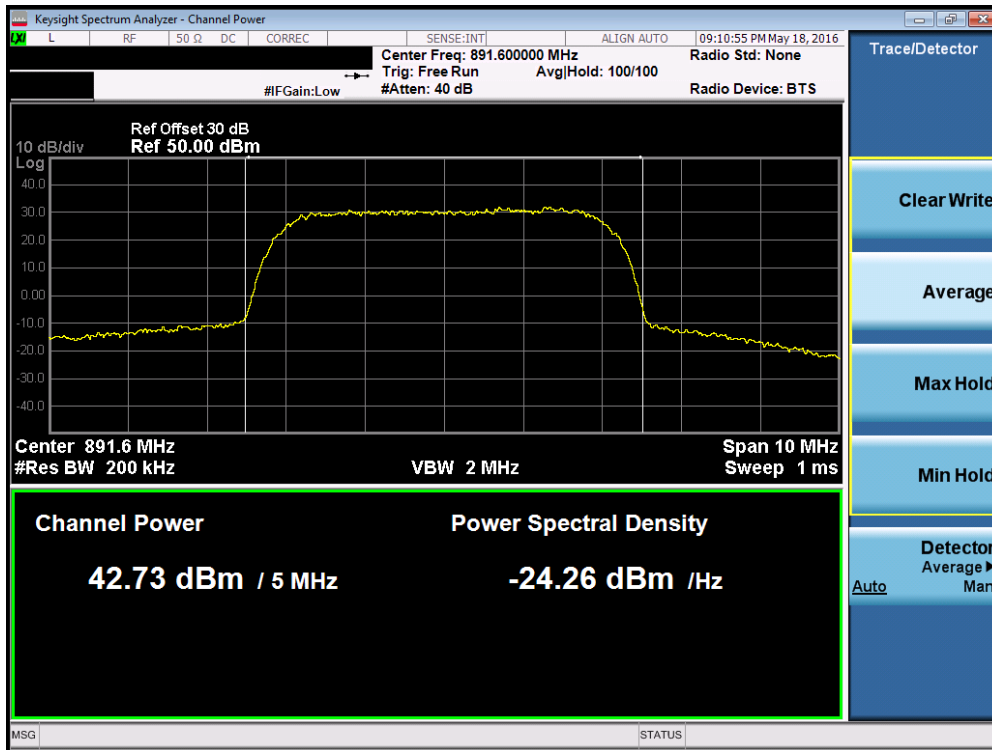 Keysight Spectrum Analyzer - Channel Power
LXI L RF 50 Ω DC CORREC SENSE:INT ALIGN AUTO 09:10:55 PM May 18, 2016
Center Freq: 891.600000 MHz Radio Std: None
Trig: Free Run Avg|Hold: 100/100
#IFGain:Low #Atten: 40 dB Radio Device: BTS
Ref Offset 30 dB
10 dB/div Ref 50.00 dBm
Log
40.0
30.0
20.0
10.0
0.00
-10.0
-20.0
-30.0
-40.0
Center 891.6 MHz Span 10 MHz
#Res BW 200 kHz VBW 2 MHz Sweep 1 ms
Channel Power Power Spectral Density
42.73 dBm / 5 MHz -24.26 dBm /Hz
MSG STATUS
Trace/Detector
Clear Write
Average
Max Hold
Min Hold
Detector
Average
Auto Man